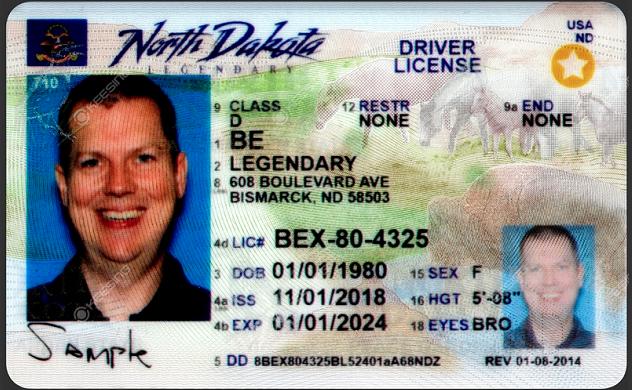 North Dakota
LEGENDARY
710
DRIVER
LICENSE
USA
ND
9 CLASS
D
12 RESTR
NONE
9a END
NONE
1 BE
2 LEGENDARY
8 608 BOULEVARD AVE
BISMARCK, ND 58503
4d LIC# BEX-80-4325
3 DOB 01/01/1980 15 SEX F
4a ISS 11/01/2018 16 HGT 5'-08"
4b EXP 01/01/2024 18 EYES BRO
Sample
5 DD 8BEX804325BL52401aA68NDZ REV 01-08-2014
KEESING
KEESING